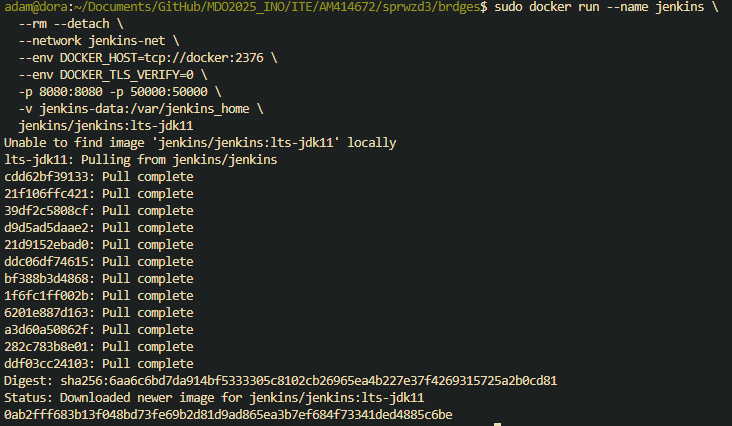 adam@dora:~/Documents/GitHub/MDO2025_INO/ITE/AM414672/sprwzd3/brdges$ sudo docker run --name jenkins \
  --rm --detach \
  --network jenkins-net \
  --env DOCKER_HOST=tcp://docker:2376 \
  --env DOCKER_TLS_VERIFY=0 \
  -p 8080:8080 -p 50000:50000 \
  -v jenkins-data:/var/jenkins_home \
  jenkins/jenkins:lts-jdk11
Unable to find image 'jenkins/jenkins:lts-jdk11' locally
lts-jdk11: Pulling from jenkins/jenkins
cdd62bf39133: Pull complete
21f106ffc421: Pull complete
39df2c5808cf: Pull complete
d9d5ad5daae2: Pull complete
21d9152ebad0: Pull complete
ddc06df74615: Pull complete
bf388b3d4868: Pull complete
1f6fc1ff002b: Pull complete
6201e887d163: Pull complete
a3d60a50862f: Pull complete
282c783b8e01: Pull complete
ddf03cc24103: Pull complete
Digest: sha256:6aa6c6bd7da914bf5333305c8102cb26965ea4b227e37f4269315725a2b0cd81
Status: Downloaded newer image for jenkins/jenkins:lts-jdk11
0ab2fff683b13f048bd73fe69b2d81d9ad865ea3b7ef684f73341ded4885c6be